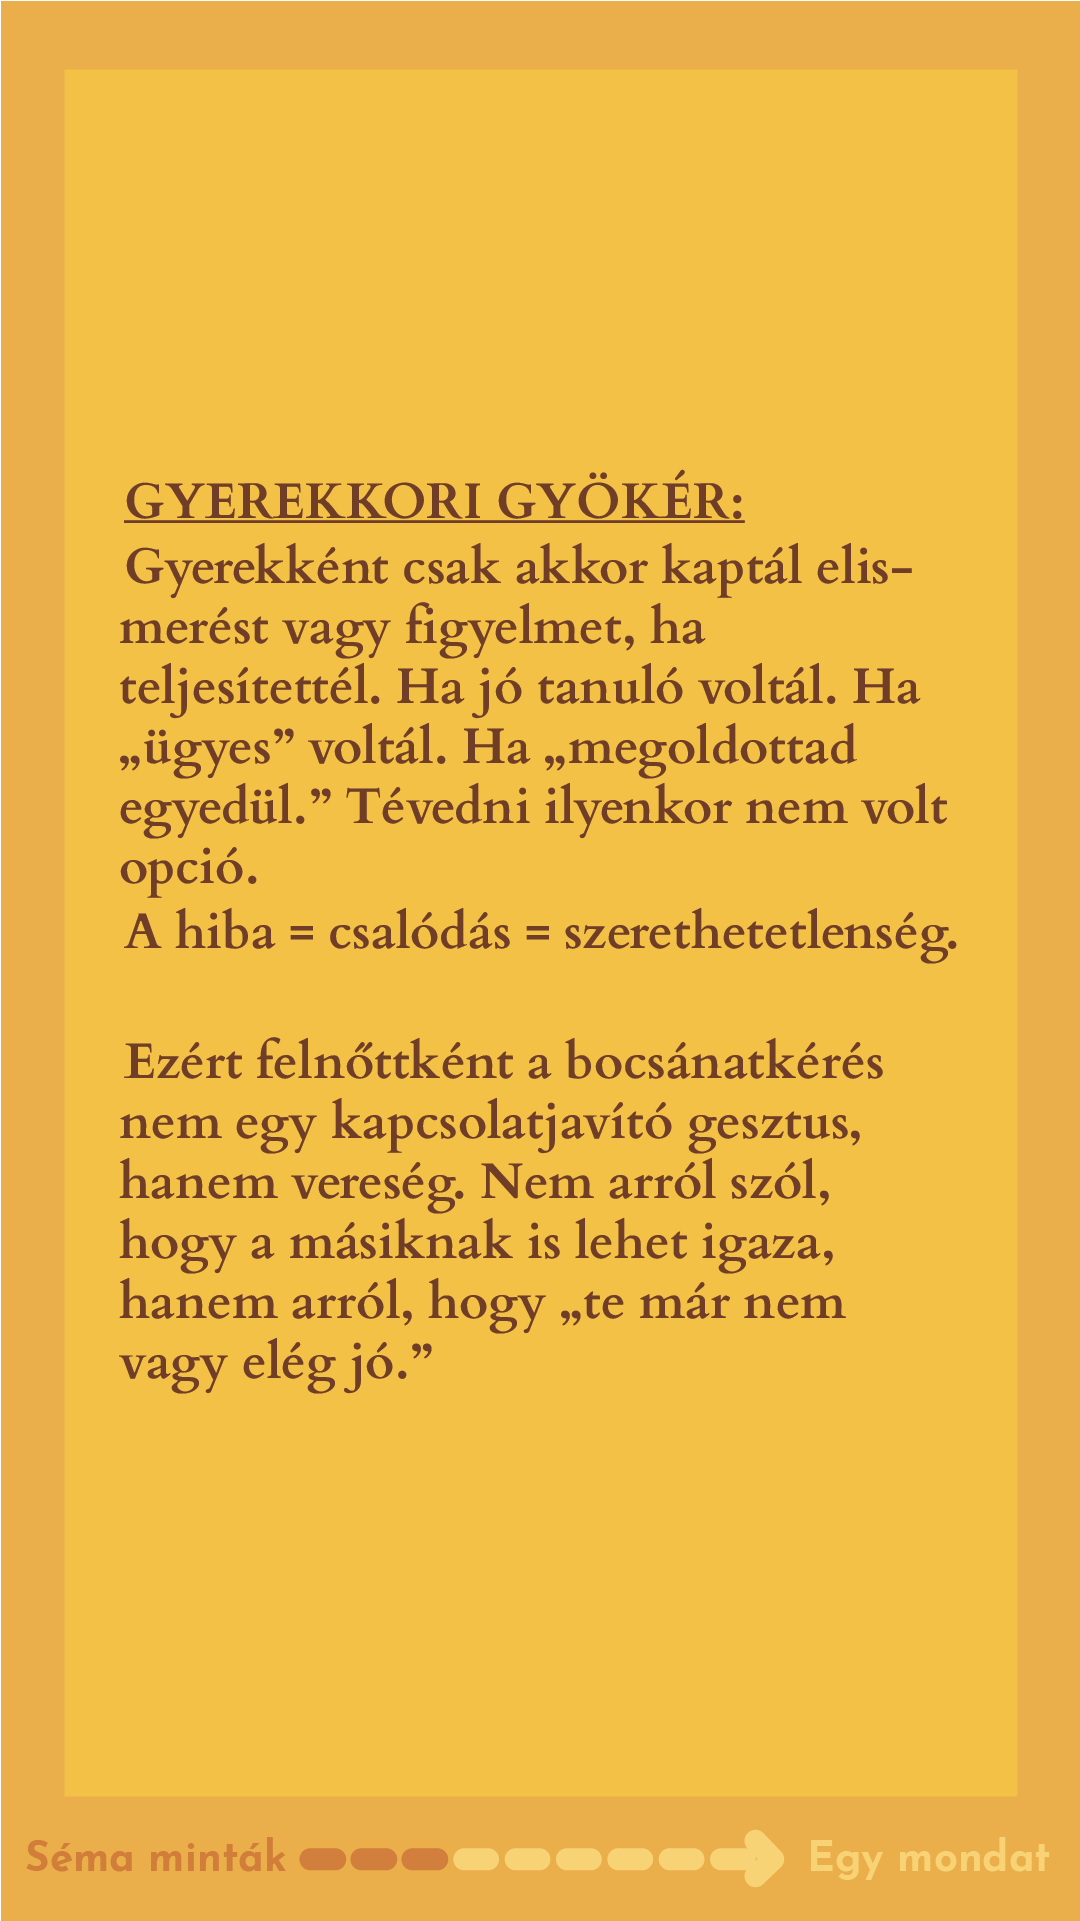 GYEREKKORI GYÖKÉR:
Gyerekként csak akkor kaptál elis-
merést vagy figyelmet, ha
teljesítettél. Ha jó tanuló voltál. Ha
„ügyes” voltál. Ha „megoldottad
egyedül.” Tévedni ilyenkor nem volt
opció.
A hiba = csalódás = szerethetetlenség.
Ezért felnőttként a bocsánatkérés
nem egy kapcsolatjavító gesztus,
hanem vereség. Nem arról szól,
hogy a másiknak is lehet igaza,
hanem arról, hogy „te már nem
vagy elég jó.”
Séma minták
Egy mondat